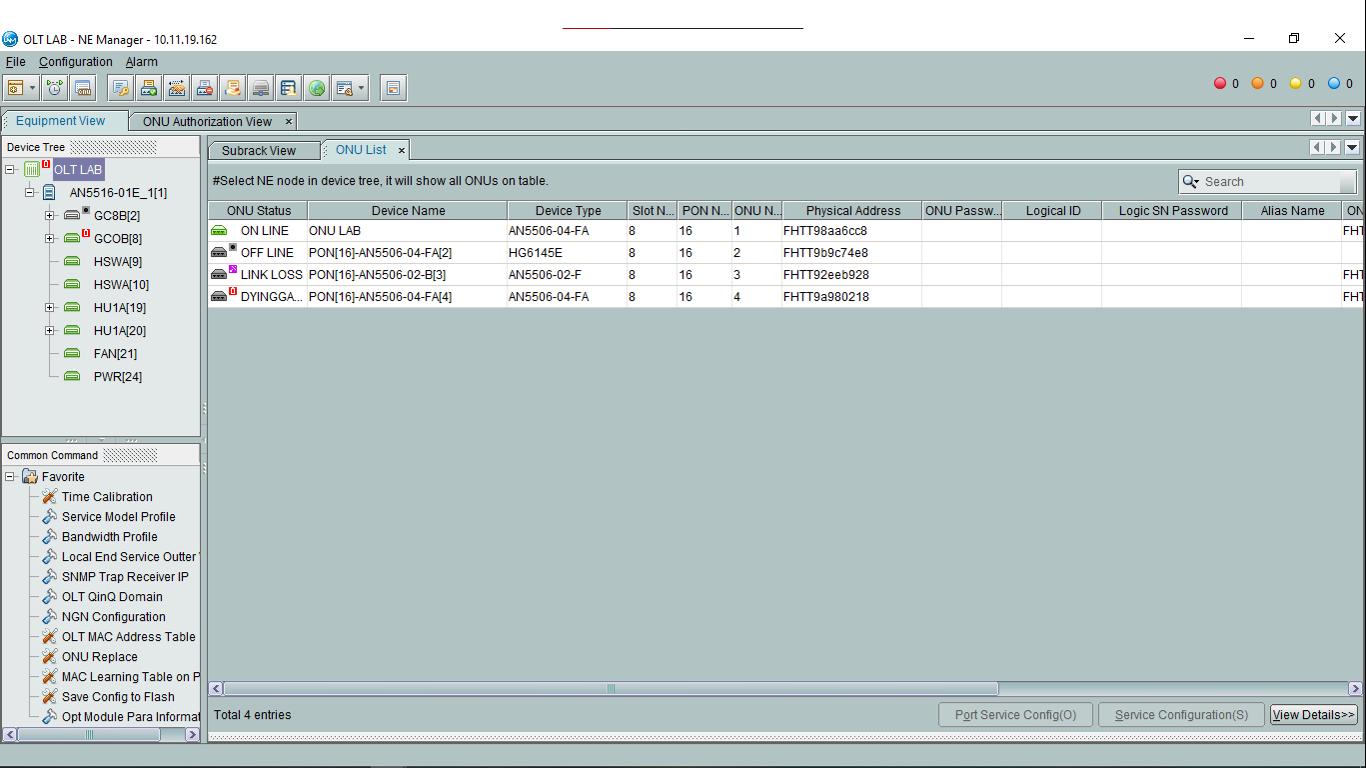 OLT LAB - NE Manager - 10.11.19.162
File Configuration Alarm
0 0 0 0
Equipment View ONU Authorization View
Device Tree
OLT LAB
AN5516-01E_1[1]
GC8B[2]
GCOB[8]
HSWA[9]
HSWA[10]
HU1A[19]
HU1A[20]
FAN[21]
PWR[24]
Common Command
Favorite
Time Calibration
Service Model Profile
Bandwidth Profile
Local End Service Outter
SNMP Trap Receiver IP
OLT QinQ Domain
NGN Configuration
OLT MAC Address Table
ONU Replace
MAC Learning Table on P
Save Config to Flash
Opt Module Para Informat
Subrack View ONU List
#Select NE node in device tree, it will show all ONUs on table.
Search
ONU Status Device Name Device Type Slot N... PON N... ONU N... Physical Address ONU Passw... Logical ID Logic SN Password Alias Name ON
ON LINE ONU LAB AN5506-04-FA 8 16 1 FHTT98aa6cc8 FHT
OFF LINE PON[16]-AN5506-04-FA[2] HG6145E 8 16 2 FHTT9b9c74e8
LINK LOSS PON[16]-AN5506-02-B[3] AN5506-02-F 8 16 3 FHTT92eeb928 FHT
DYINGGA... PON[16]-AN5506-04-FA[4] AN5506-04-FA 8 16 4 FHTT9a980218 FHT
Total 4 entries
Port Service Config(O) Service Configuration(S) View Details>>